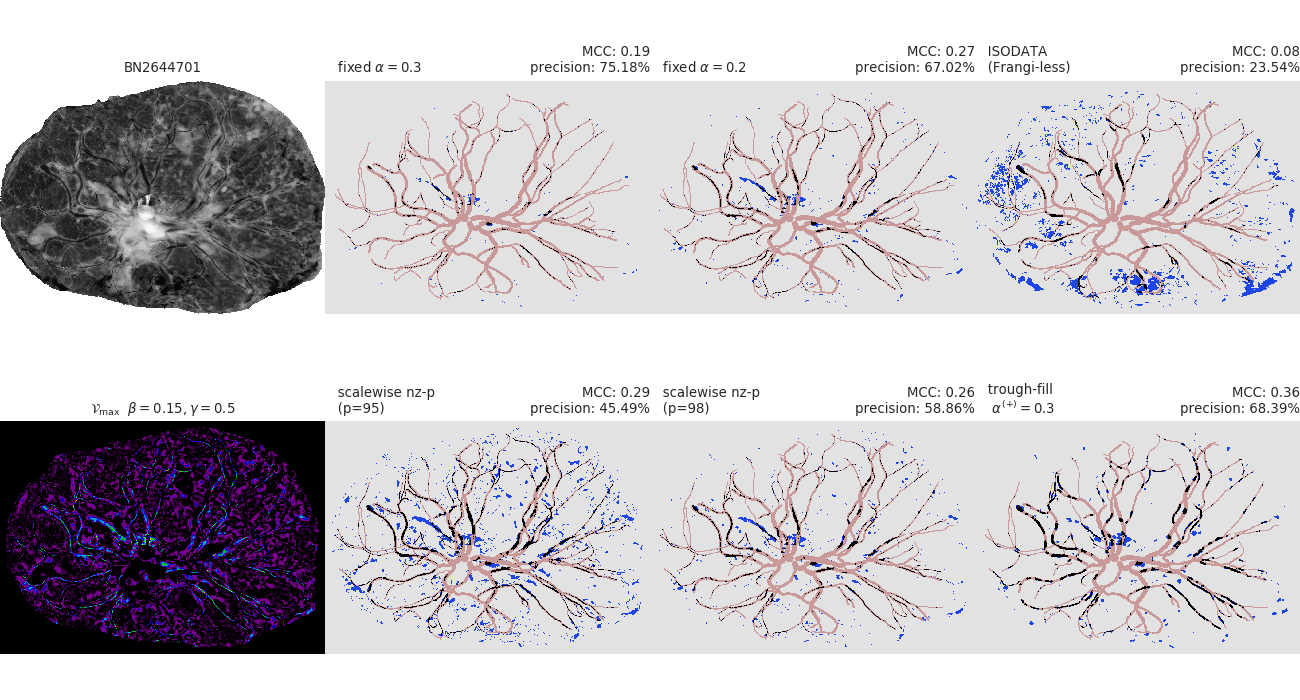 BN2644701
fixed α = 0.3
MCC: 0.19
precision: 75.18%
fixed α = 0.2
MCC: 0.27
precision: 67.02%
ISODATA
(Frangi-less)
MCC: 0.08
precision: 23.54%
𝒱max β = 0.15, γ = 0.5
scalewise nz-p
(p=95)
MCC: 0.29
precision: 45.49%
scalewise nz-p
(p=98)
MCC: 0.26
precision: 58.86%
trough-fill
α(+) = 0.3
MCC: 0.36
precision: 68.39%